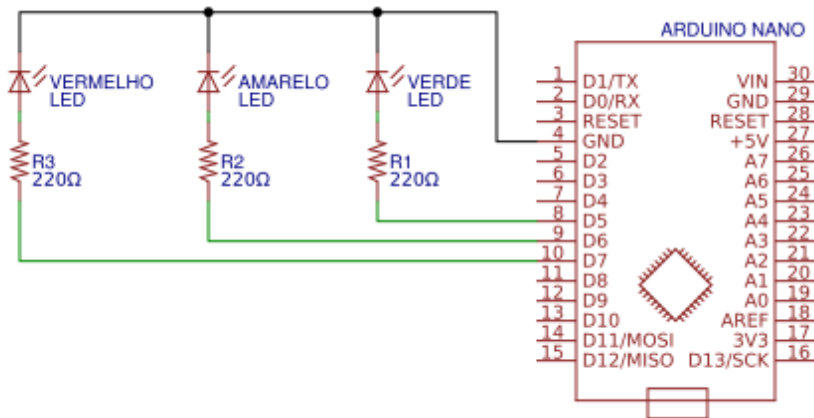 ARDUINO NANO
VERMELHO
LED
AMARELO
LED
VERDE
LED
R3
220Ω
R2
220Ω
R1
220Ω
1 D1/TX
2 D0/RX
3 RESET
4 GND
5 D2
6 D3
7 D4
8 D5
9 D6
10 D7
11 D8
12 D9
13 D10
14 D11/MOSI
15 D12/MISO
VIN 30
GND 29
RESET 28
+5V 27
A7 26
A6 25
A5 24
A4 23
A3 22
A2 21
A1 20
A0 19
AREF 18
3V3 17
D13/SCK 16